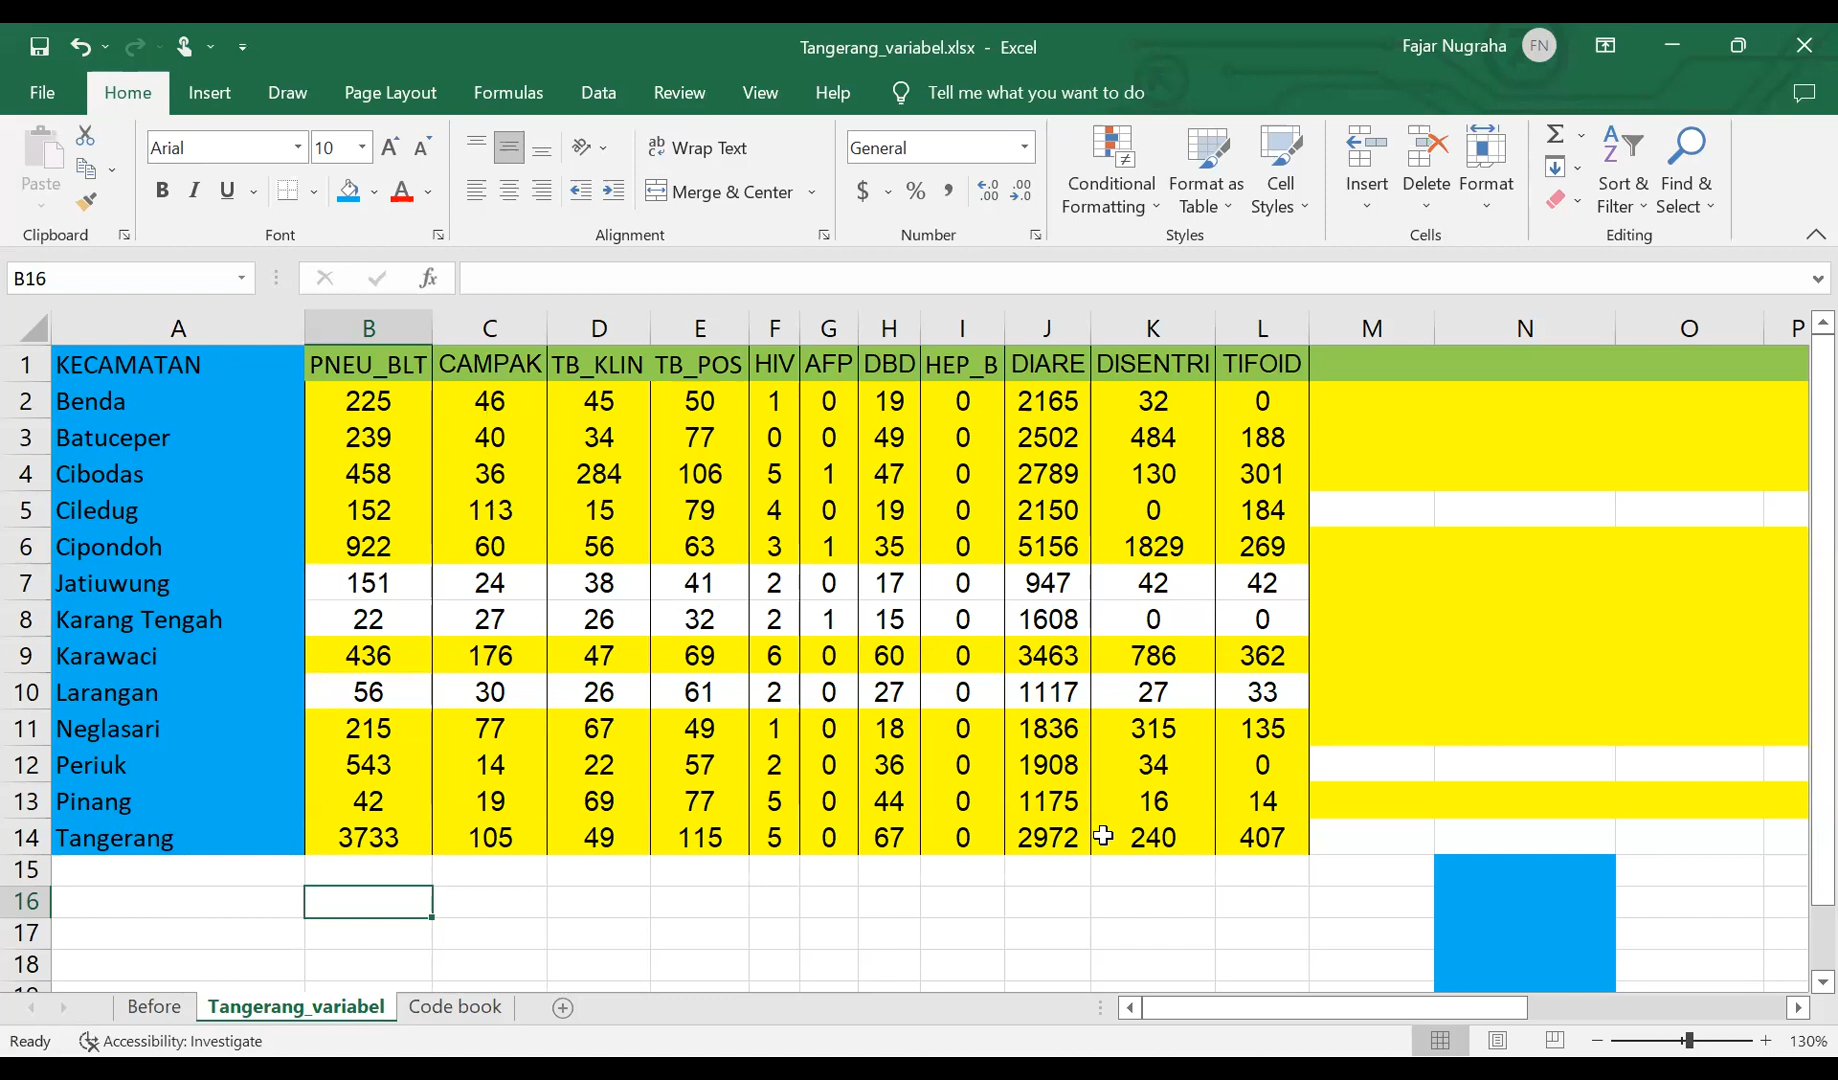 Tangerang_variabel.xlsx - Excel
Fajar Nugraha FN
File Home Insert Draw Page Layout Formulas Data Review View Help Tell me what you want to do
Arial 10
Wrap Text
General
Paste
B I U
Merge & Center
$ % ,
Conditional Formatting
Format as Table
Cell Styles
Insert Delete Format
Sort & Filter
Find & Select
Clipboard Font Alignment Number Styles Cells Editing
B16 fx
A B C D E F G H I J K L M N O P
1 KECAMATAN PNEU_BLT CAMPAK TB_KLIN TB_POS HIV AFP DBD HEP_B DIARE DISENTRI TIFOID
2 Benda 225 46 45 50 1 0 19 0 2165 32 0
3 Batuceper 239 40 34 77 0 0 49 0 2502 484 188
4 Cibodas 458 36 284 106 5 1 47 0 2789 130 301
5 Ciledug 152 113 15 79 4 0 19 0 2150 0 184
6 Cipondoh 922 60 56 63 3 1 35 0 5156 1829 269
7 Jatiuwung 151 24 38 41 2 0 17 0 947 42 42
8 Karang Tengah 22 27 26 32 2 1 15 0 1608 0 0
9 Karawaci 436 176 47 69 6 0 60 0 3463 786 362
10 Larangan 56 30 26 61 2 0 27 0 1117 27 33
11 Neglasari 215 77 67 49 1 0 18 0 1836 315 135
12 Periuk 543 14 22 57 2 0 36 0 1908 34 0
13 Pinang 42 19 69 77 5 0 44 0 1175 16 14
14 Tangerang 3733 105 49 115 5 0 67 0 2972 240 407
15
16
17
18
Before Tangerang_variabel Code book
Ready Accessibility: Investigate 130%